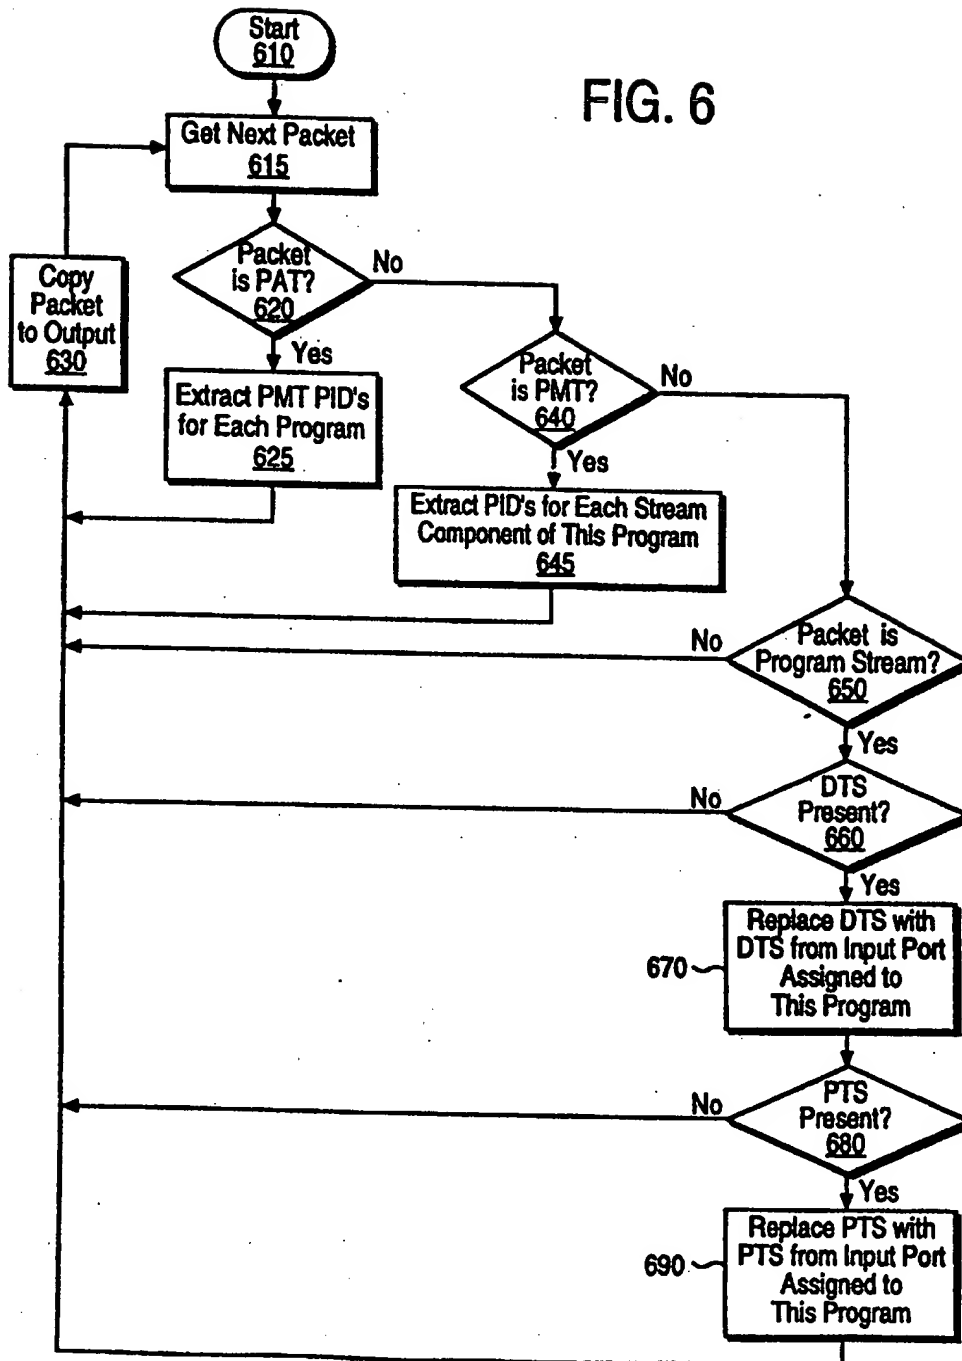 Start
610
FIG. 6
Get Next Packet
615
Packet
is PAT?
620
No
Yes
Copy
Packet
to Output
630
Extract PMT PID's
for Each Program
625
Packet
is PMT?
640
No
Yes
Extract PID's for Each Stream
Component of This Program
645
Packet is
Program Stream?
650
No
Yes
DTS
Present?
660
No
Yes
Replace DTS with
DTS from Input Port
Assigned to
This Program
670
PTS
Present?
680
No
Yes
Replace PTS with
PTS from Input Port
Assigned to
This Program
690